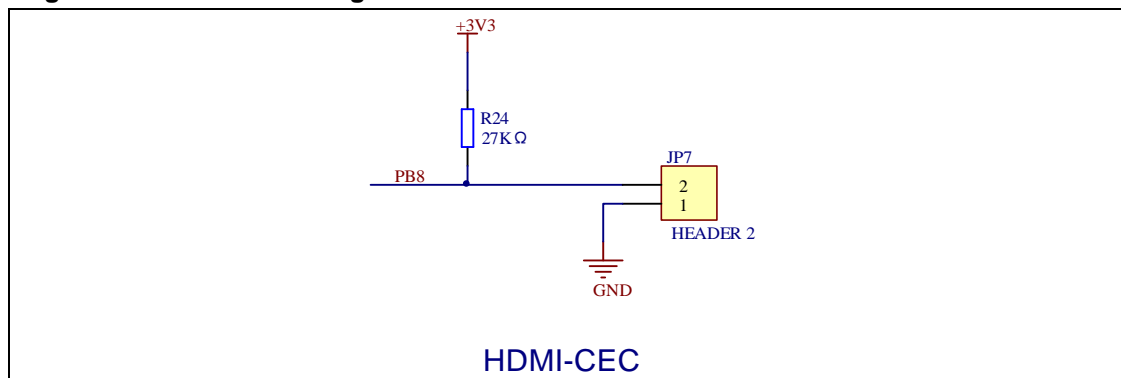 +3V3
R24
27KΩ
PB8
JP7
2
1
HEADER 2
GND
HDMI-CEC